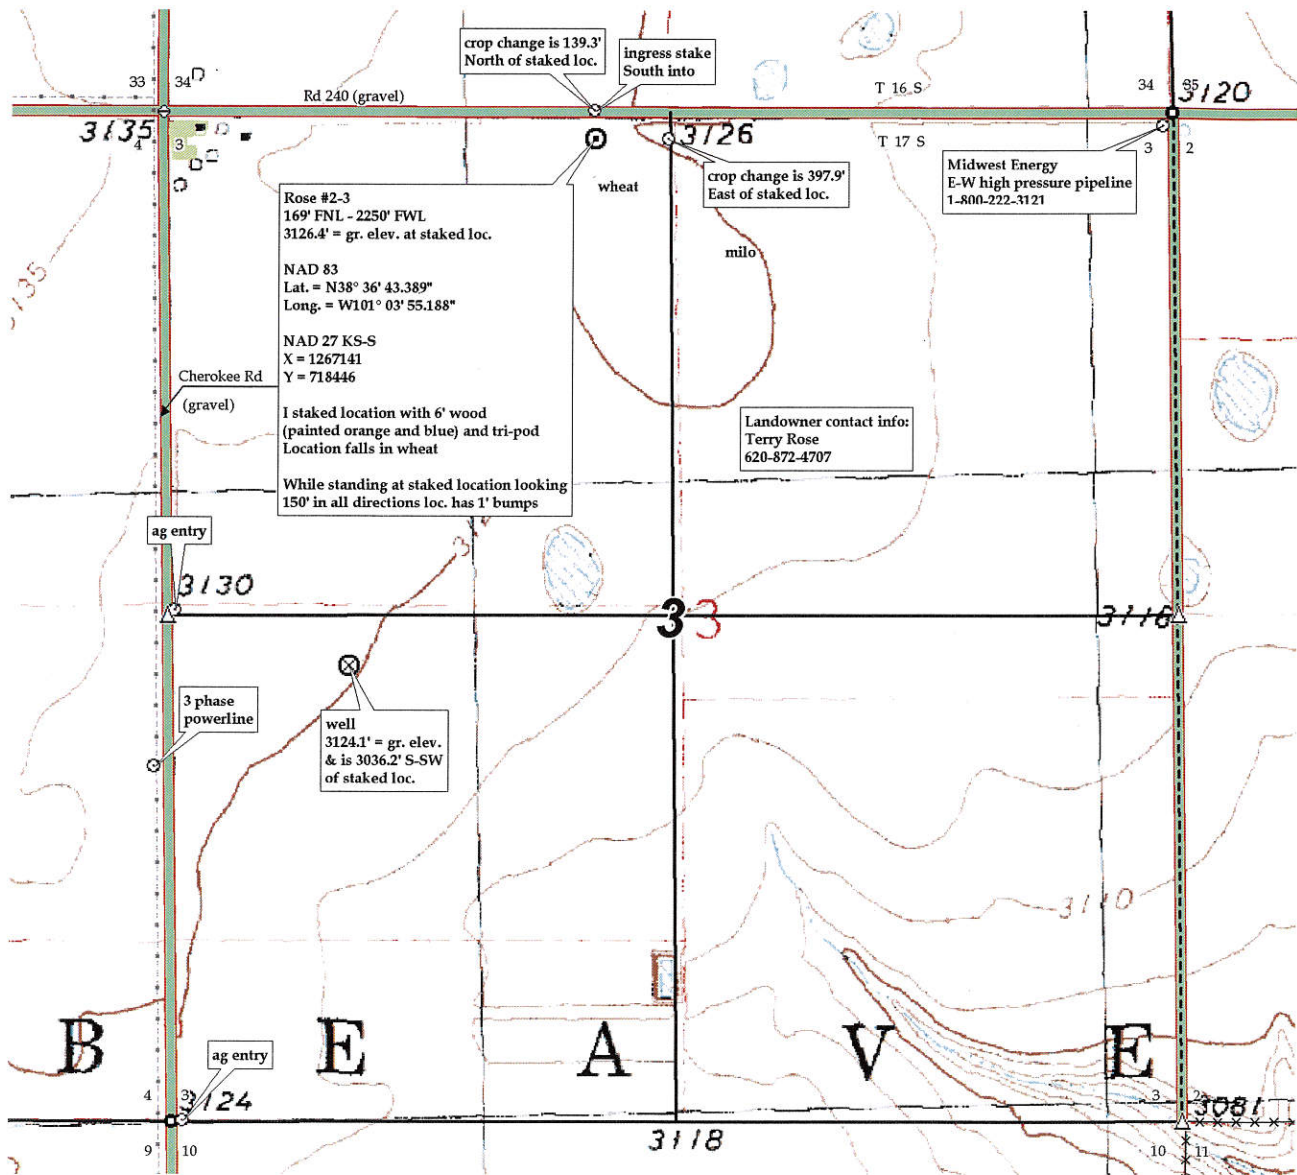 crop change is 139.3'
North of staked loc.
ingress stake
South into
33
34
Rd 240 (gravel)
T 16 S
34
35
3120
3135
4
3
3126
T 17 S
3
2
wheat
crop change is 397.9'
East of staked loc.
Midwest Energy
E-W high pressure pipeline
1-800-222-3121
Rose #2-3
169' FNL - 2250' FWL
3126.4' = gr. elev. at staked loc.
NAD 83
Lat. = N38° 36' 43.389"
Long. = W101° 03' 55.188"
NAD 27 KS-S
X = 1267141
Y = 718446
I staked location with 6' wood
(painted orange and blue) and tri-pod
Location falls in wheat
While standing at staked location looking
150' in all directions loc. has 1' bumps
milo
3135
Cherokee Rd
(gravel)
Landowner contact info:
Terry Rose
620-872-4707
ag entry
3130
3
3
3116
3 phase
powerline
well
3124.1' = gr. elev.
& is 3036.2' S-SW
of staked loc.
3110
B E A V E
ag entry
4
3
3124
3
2
3081
3118
9
10
10
11